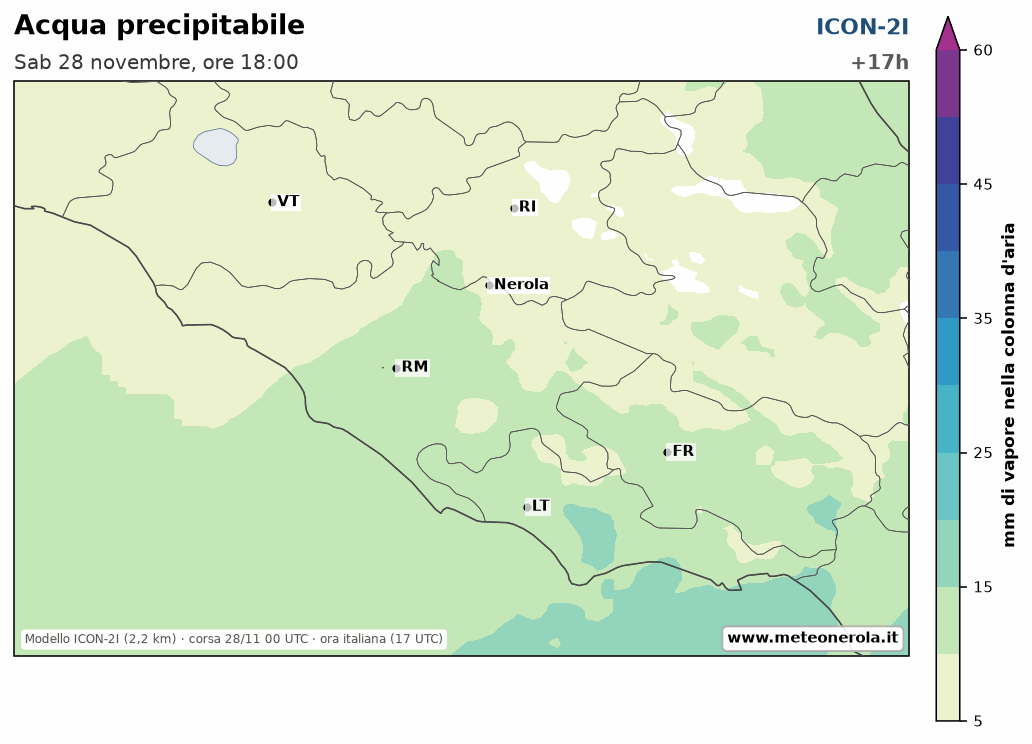 Acqua precipitabile
ICON-2I
Sab 28 novembre, ore 18:00
+17h
60
45
35
25
15
5
mm di vapore nella colonna d'aria
VT
RI
Nerola
RM
FR
LT
Modello ICON-2I (2,2 km) · corsa 28/11 00 UTC · ora italiana (17 UTC)
www.meteonerola.it